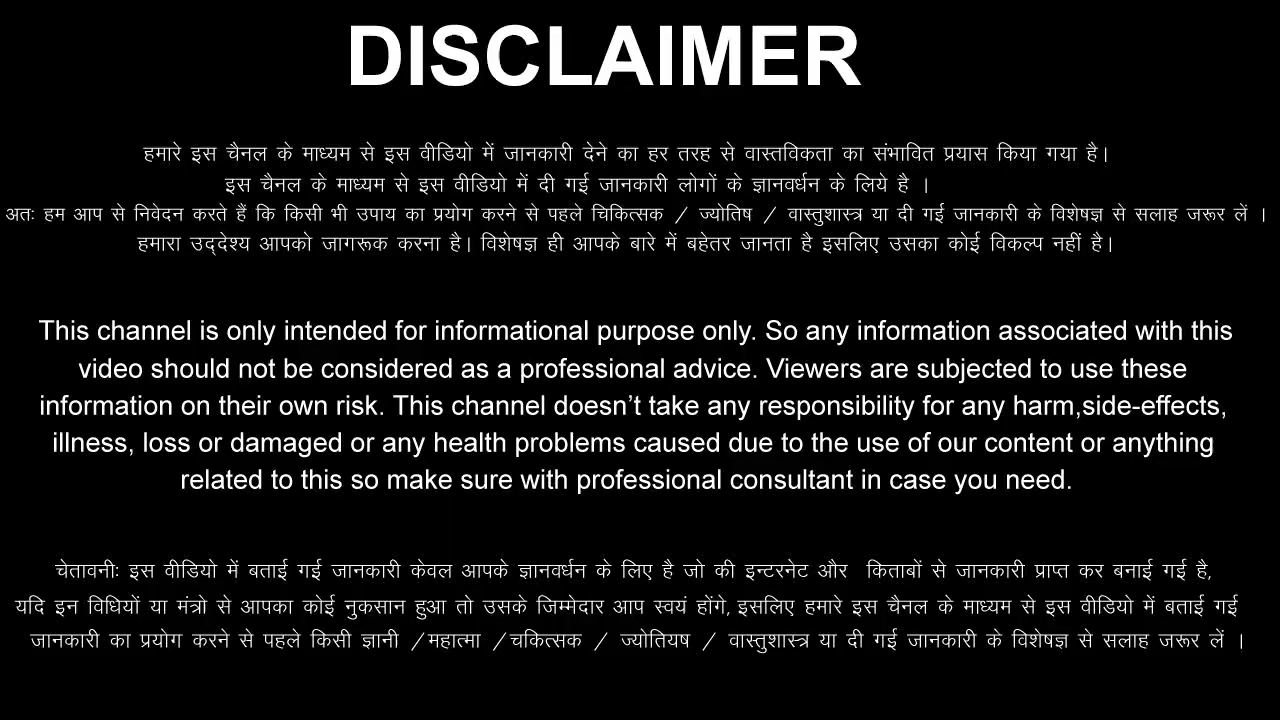 DISCLAIMER
हमारे इस चैनल के माध्यम से इस वीडियो में जानकारी देने का हर तरह से वास्तविकता का संभावित प्रयास किया गया है।
इस चैनल के माध्यम से इस वीडियो में दी गई जानकारी लोगों के ज्ञानवर्धन के लिये है ।
अतः हम आप से निवेदन करते हैं कि किसी भी उपाय का प्रयोग करने से पहले चिकित्सक / ज्योतिष / वास्तुशास्त्र या दी गई जानकारी के विशेषज्ञ से सलाह जरूर लें ।
हमारा उद्देश्य आपको जागरूक करना है। विशेषज्ञ ही आपके बारे में बहेतर जानता है इसलिए उसका कोई विकल्प नहीं है।
This channel is only intended for informational purpose only. So any information associated with this
video should not be considered as a professional advice. Viewers are subjected to use these
information on their own risk. This channel doesn’t take any responsibility for any harm,side-effects,
illness, loss or damaged or any health problems caused due to the use of our content or anything
related to this so make sure with professional consultant in case you need.
चेतावनीः इस वीडियो में बताई गई जानकारी केवल आपके ज्ञानवर्धन के लिए है जो की इन्टरनेट और किताबों से जानकारी प्राप्त कर बनाई गई है,
यदि इन विधियों या मंत्रो से आपका कोई नुकसान हुआ तो उसके जिम्मेदार आप स्वयं होंगे, इसलिए हमारे इस चैनल के माध्यम से इस वीडियो में बताई गई
जानकारी का प्रयोग करने से पहले किसी ज्ञानी /महात्मा /चकित्सक / ज्योतियष / वास्तुशास्त्र या दी गई जानकारी के विशेषज्ञ से सलाह जरूर लें ।